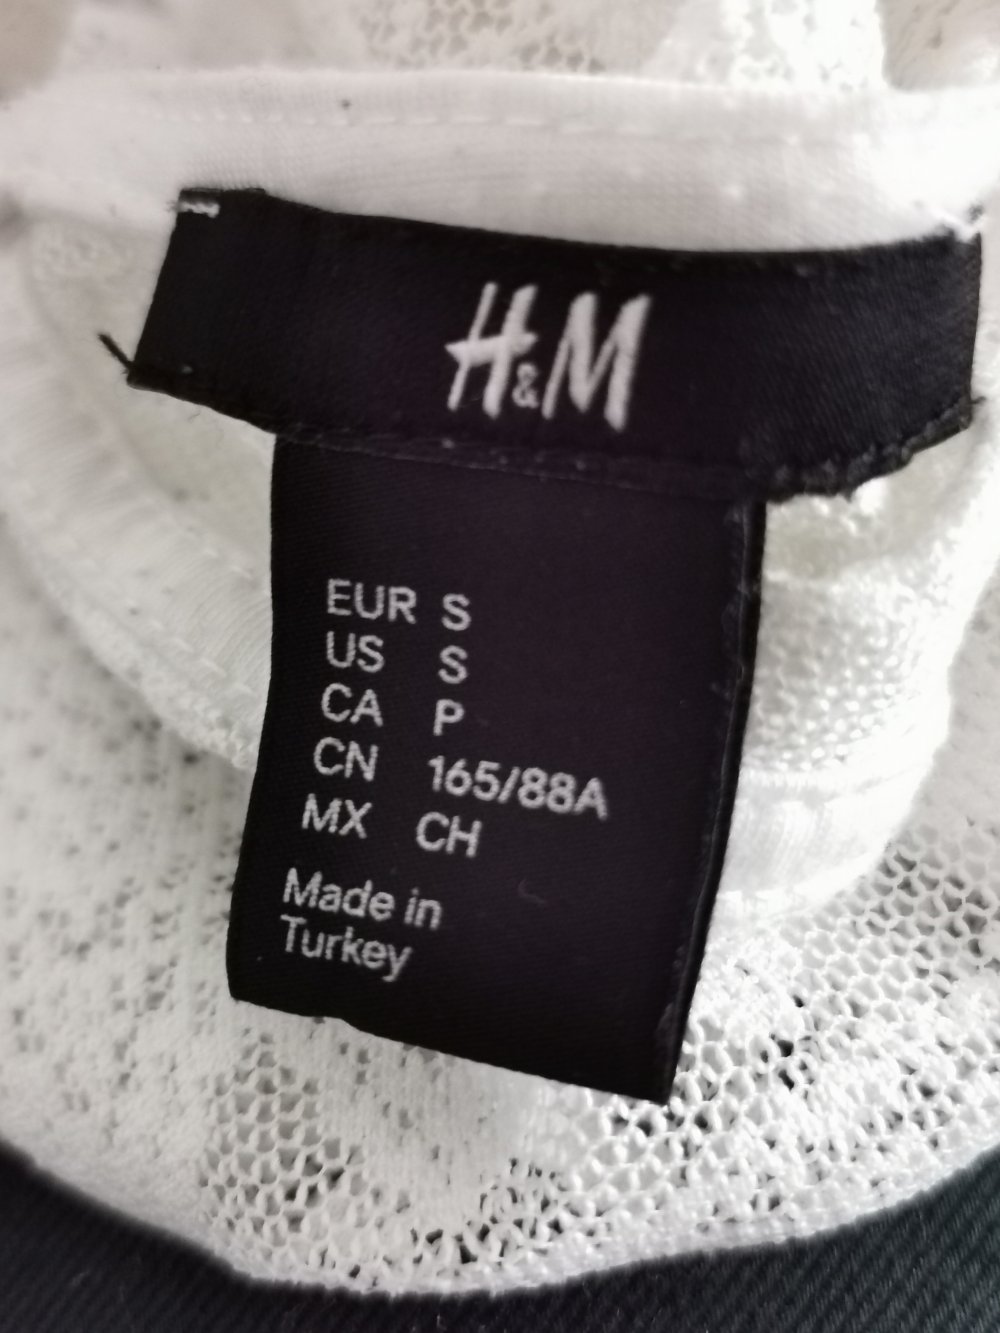 H&M
EUR S
US S
CA P
CN 165/88A
MX CH
Made in
Turkey